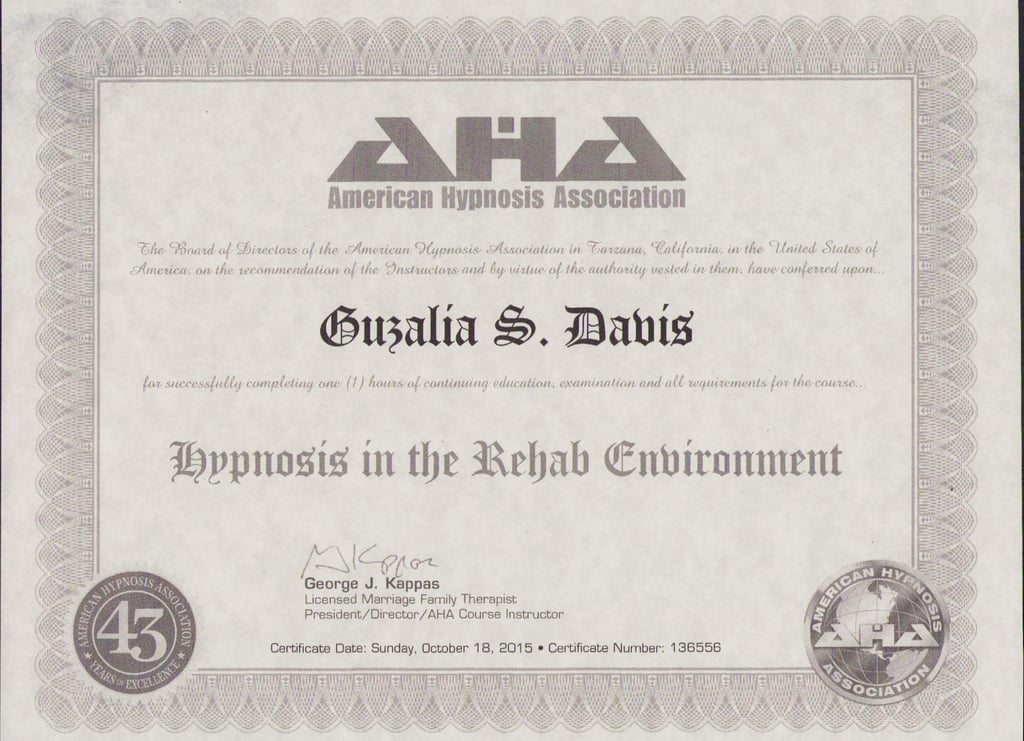 AHA
American Hypnosis Association
The Board of Directors of the American Hypnosis Association in Tarzana, California, in the United States of
America, on the recommendation of the Instructors and by virtue of the authority vested in them, have conferred upon...
Guzalia S. Davis
for successfully completing one (1) hours of continuing education, examination and all requirements for the course...
Hypnosis in the Rehab Environment
George J. Kappas
Licensed Marriage Family Therapist
President/Director/AHA Course Instructor
Certificate Date: Sunday, October 18, 2015 • Certificate Number: 136556
AMERICAN HYPNOSIS ASSOCIATION
43
YEARS OF EXCELLENCE
AMERICAN HYPNOSIS
AHA
ASSOCIATION